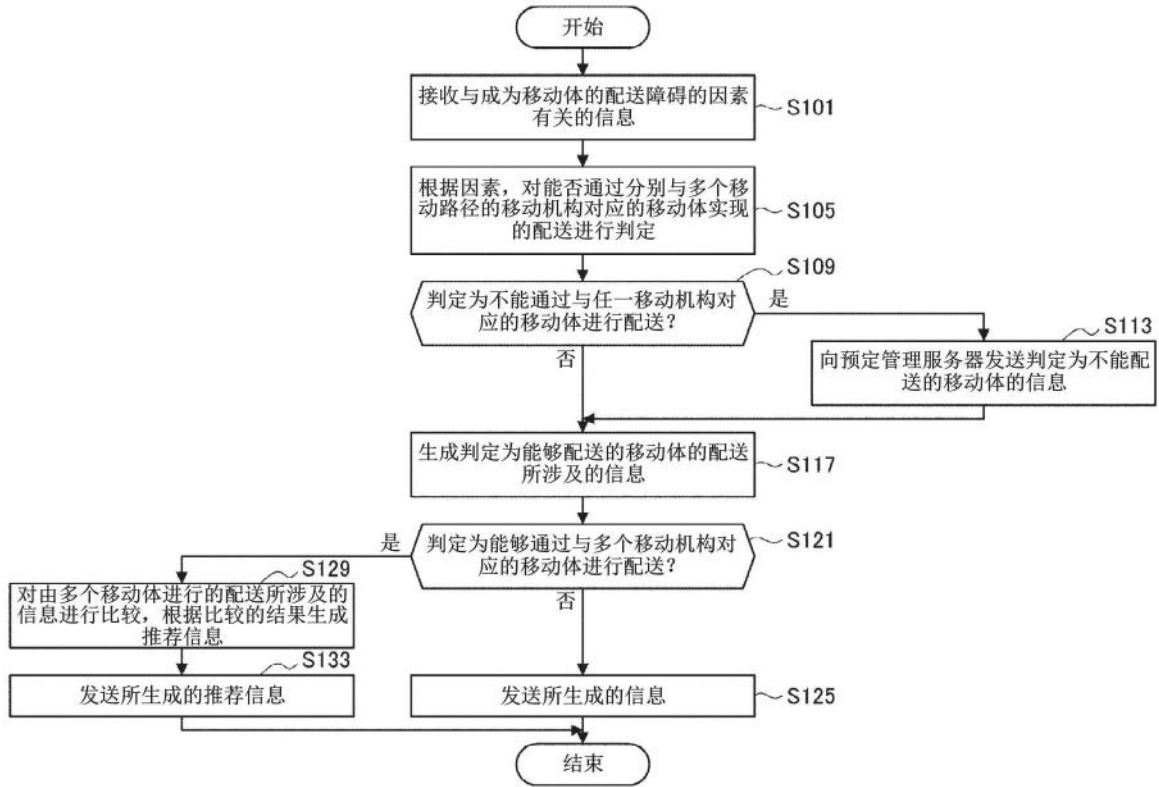 开始
接收与成为移动体的配送障碍的因素
有关的信息
S101
根据因素，对能否通过分别与多个移
动路径的移动机构对应的移动体实现
的配送进行判定
S105
S109
判定为不能通过与任一移动机构对
应的移动体进行配送?
是
否
S113
向预定管理服务器发送判定为不能配
送的移动体的信息
生成判定为能够配送的移动体的配送
所涉及的信息
S117
判定为能够通过与多个移动机构对
应的移动体进行配送?
S121
是
否
S129
对由多个移动体进行的配送所涉及的
信息进行比较，根据比较的结果生成
推荐信息
S133
发送所生成的推荐信息
发送所生成的信息
S125
结束